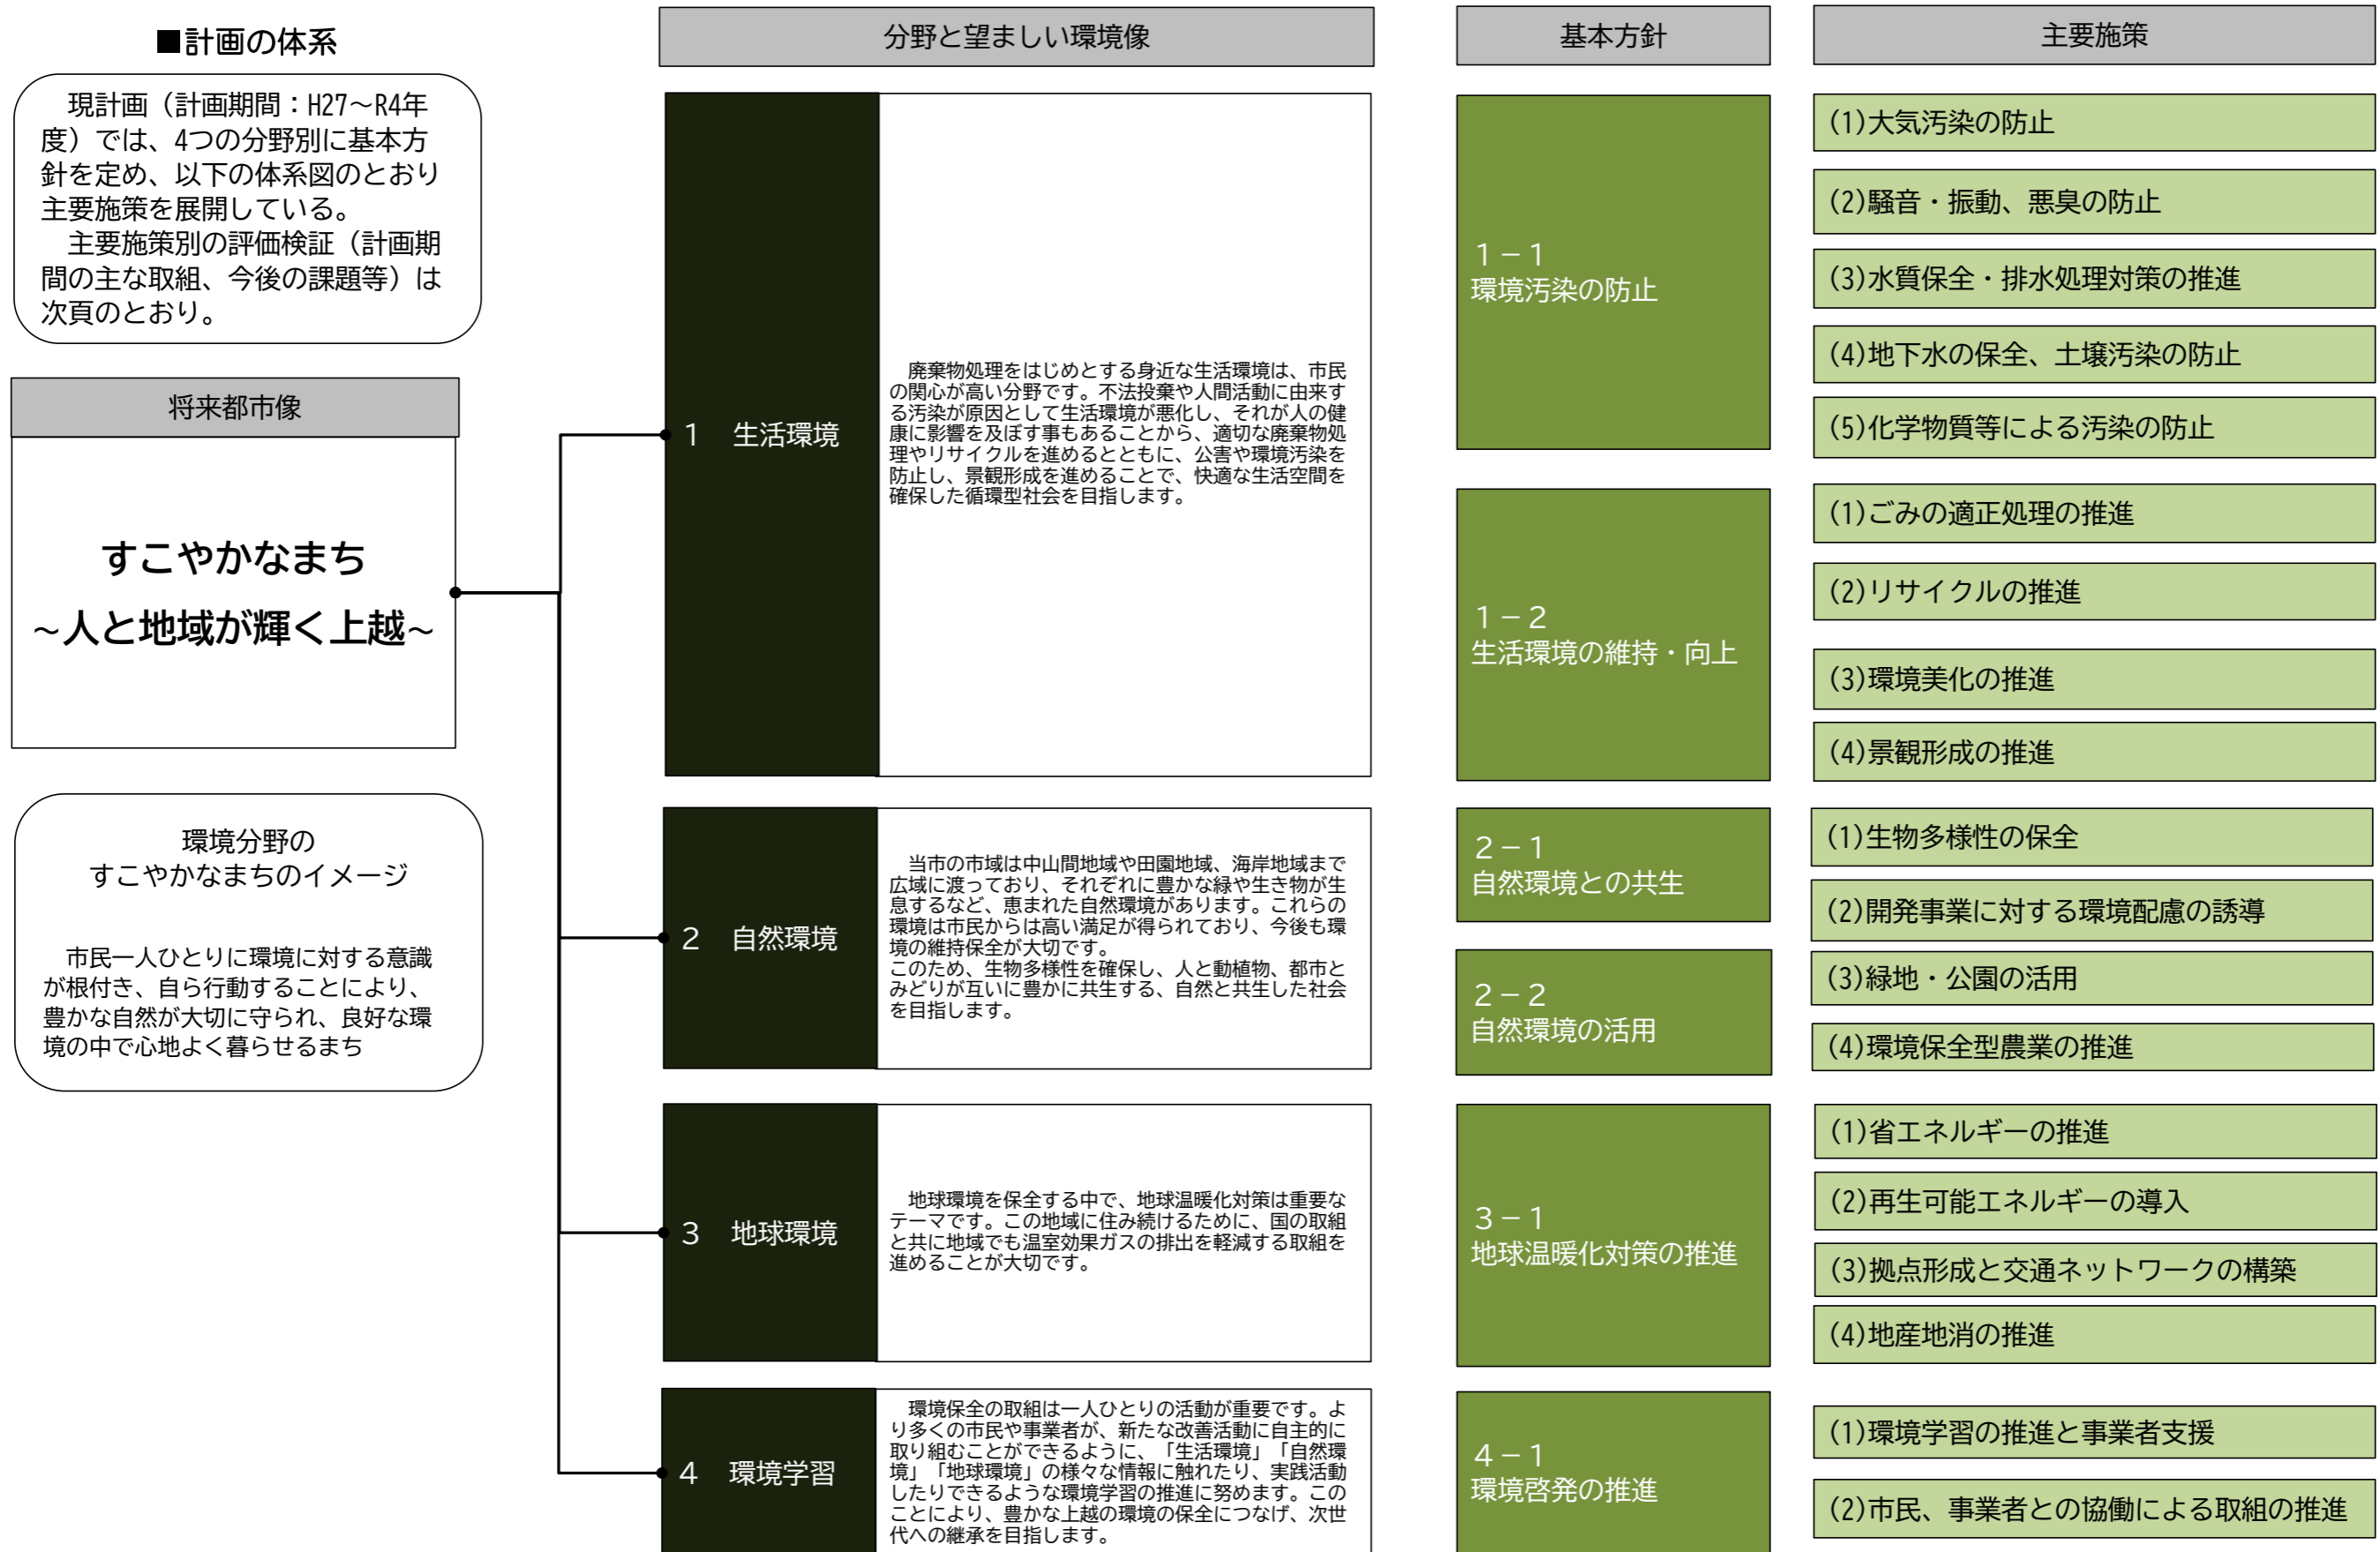 ■計画の体系
現計画（計画期間：H27～R4年
度）では、4つの分野別に基本方
針を定め、以下の体系図のとおり
主要施策を展開している。
主要施策別の評価検証（計画期
間の主な取組、今後の課題等）は
次頁のとおり。
将来都市像
すこやかなまち
~人と地域が輝く上越~
環境分野の
すこやかなまちのイメージ
市民一人ひとりに環境に対する意識
が根付き、自ら行動することにより、
豊かな自然が大切に守られ、良好な環
境の中で心地よく暮らせるまち
分野と望ましい環境像
基本方針
主要施策
1　生活環境
廃棄物処理をはじめとする身近な生活環境は、市民
の関心が高い分野です。不法投棄や人間活動に由来す
る汚染が原因として生活環境が悪化し、それが人の健
康に影響を及ぼす事もあることから、適切な廃棄物処
理やリサイクルを進めるとともに、公害や環境汚染を
防止し、景観形成を進めることで、快適な生活空間を
確保した循環型社会を目指します。
１－１
環境汚染の防止
(1)大気汚染の防止
(2)騒音・振動、悪臭の防止
(3)水質保全・排水処理対策の推進
(4)地下水の保全、土壌汚染の防止
(5)化学物質等による汚染の防止
１－２
生活環境の維持・向上
(1)ごみの適正処理の推進
(2)リサイクルの推進
(3)環境美化の推進
(4)景観形成の推進
2　自然環境
当市の市域は中山間地域や田園地域、海岸地域まで
広域に渡っており、それぞれに豊かな緑や生き物が生
息するなど、恵まれた自然環境があります。これらの
環境は市民からは高い満足が得られており、今後も環
境の維持保全が大切です。
このため、生物多様性を確保し、人と動植物、都市と
みどりが互いに豊かに共生する、自然と共生した社会
を目指します。
２－１
自然環境との共生
(1)生物多様性の保全
(2)開発事業に対する環境配慮の誘導
２－２
自然環境の活用
(3)緑地・公園の活用
(4)環境保全型農業の推進
3　地球環境
地球環境を保全する中で、地球温暖化対策は重要な
テーマです。この地域に住み続けるために、国の取組
と共に地域でも温室効果ガスの排出を軽減する取組を
進めることが大切です。
３－１
地球温暖化対策の推進
(1)省エネルギーの推進
(2)再生可能エネルギーの導入
(3)拠点形成と交通ネットワークの構築
(4)地産地消の推進
4　環境学習
環境保全の取組は一人ひとりの活動が重要です。よ
り多くの市民や事業者が、新たな改善活動に自主的に
取り組むことができるように、「生活環境」「自然環
境」「地球環境」の様々な情報に触れたり、実践活動
したりできるような環境学習の推進に努めます。この
ことにより、豊かな上越の環境の保全につなげ、次世
代への継承を目指します。
４－１
環境啓発の推進
(1)環境学習の推進と事業者支援
(2)市民、事業者との協働による取組の推進